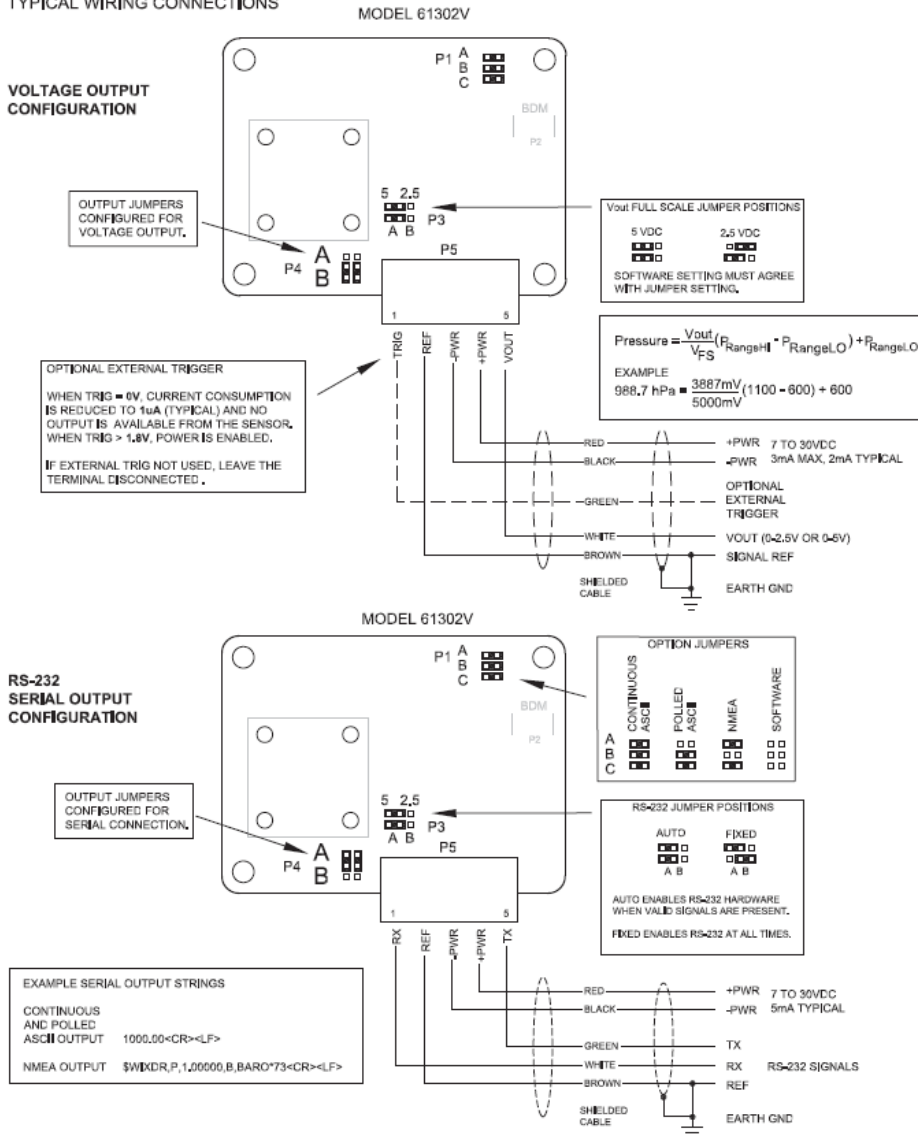 TYPICAL WIRING CONNECTIONS
MODEL 61302V
VOLTAGE OUTPUT
CONFIGURATION
P1 A
B
C
BDM
P2
OUTPUT JUMPERS
CONFIGURED FOR
VOLTAGE OUTPUT.
5 2.5
P3
A B
P4 A
B
P5
1 5
TRIG
REF
-PWR
+PWR
VOUT
Vout FULL SCALE JUMPER POSITIONS
5 VDC 2.5 VDC
SOFTWARE SETTING MUST AGREE
WITH JUMPER SETTING.
Pressure = Vout/VFS (PRangeHI - PRangeLO) + PRangeLO
EXAMPLE
988.7 hPa = 3887mV/5000mV (1100 - 600) + 600
OPTIONAL EXTERNAL TRIGGER
WHEN TRIG = 0V, CURRENT CONSUMPTION
IS REDUCED TO 1uA (TYPICAL) AND NO
OUTPUT IS AVAILABLE FROM THE SENSOR.
WHEN TRIG > 1.8V, POWER IS ENABLED.
IF EXTERNAL TRIG NOT USED, LEAVE THE
TERMINAL DISCONNECTED.
RED +PWR 7 TO 30VDC
BLACK -PWR 3mA MAX, 2mA TYPICAL
GREEN OPTIONAL
EXTERNAL
TRIGGER
WHITE VOUT (0-2.5V OR 0-5V)
BROWN SIGNAL REF
SHIELDED
CABLE
EARTH GND
MODEL 61302V
RS-232
SERIAL OUTPUT
CONFIGURATION
P1 A
B
C
BDM
P2
OPTION JUMPERS
CONTINUOUS
ASCII
POLLED
ASCII
NMEA
SOFTWARE
A
B
C
OUTPUT JUMPERS
CONFIGURED FOR
SERIAL CONNECTION.
5 2.5
P3
A B
P4 A
B
P5
1 5
RX
REF
-PWR
+PWR
TX
RS-232 JUMPER POSITIONS
AUTO FIXED
A B A B
AUTO ENABLES RS-232 HARDWARE
WHEN VALID SIGNALS ARE PRESENT.
FIXED ENABLES RS-232 AT ALL TIMES.
EXAMPLE SERIAL OUTPUT STRINGS
CONTINUOUS
AND POLLED
ASCII OUTPUT 1000.00<CR><LF>
NMEA OUTPUT $WIXDR,P,1.00000,B,BARO*73<CR><LF>
RED +PWR 7 TO 30VDC
BLACK -PWR 5mA TYPICAL
GREEN TX
WHITE RX RS-232 SIGNALS
BROWN REF
SHIELDED
CABLE
EARTH GND